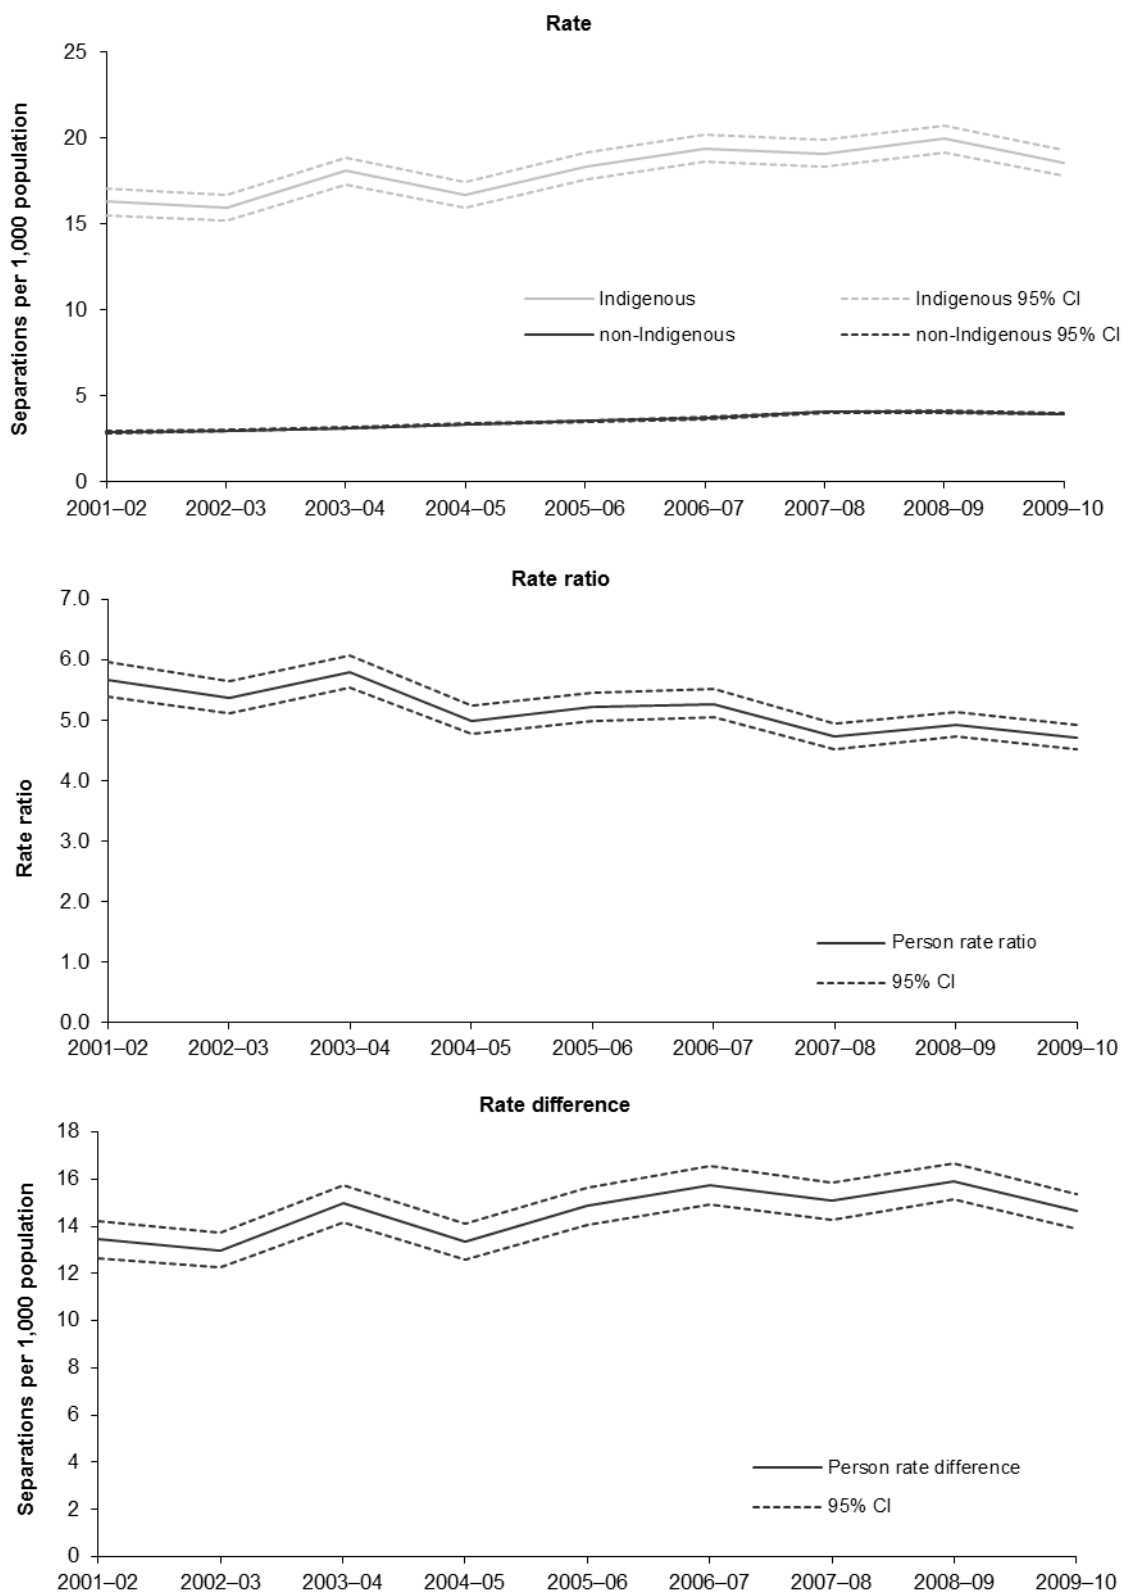 Rate
Separations per 1,000 population
25
20
15
10
5
0
Indigenous
Indigenous 95% CI
non-Indigenous
non-Indigenous 95% CI
2001–02 2002–03 2003–04 2004–05 2005–06 2006–07 2007–08 2008–09 2009–10
Rate ratio
Rate ratio
7.0
6.0
5.0
4.0
3.0
2.0
1.0
0.0
Person rate ratio
95% CI
2001–02 2002–03 2003–04 2004–05 2005–06 2006–07 2007–08 2008–09 2009–10
Rate difference
Separations per 1,000 population
18
16
14
12
10
8
6
4
2
0
Person rate difference
95% CI
2001–02 2002–03 2003–04 2004–05 2005–06 2006–07 2007–08 2008–09 2009–10